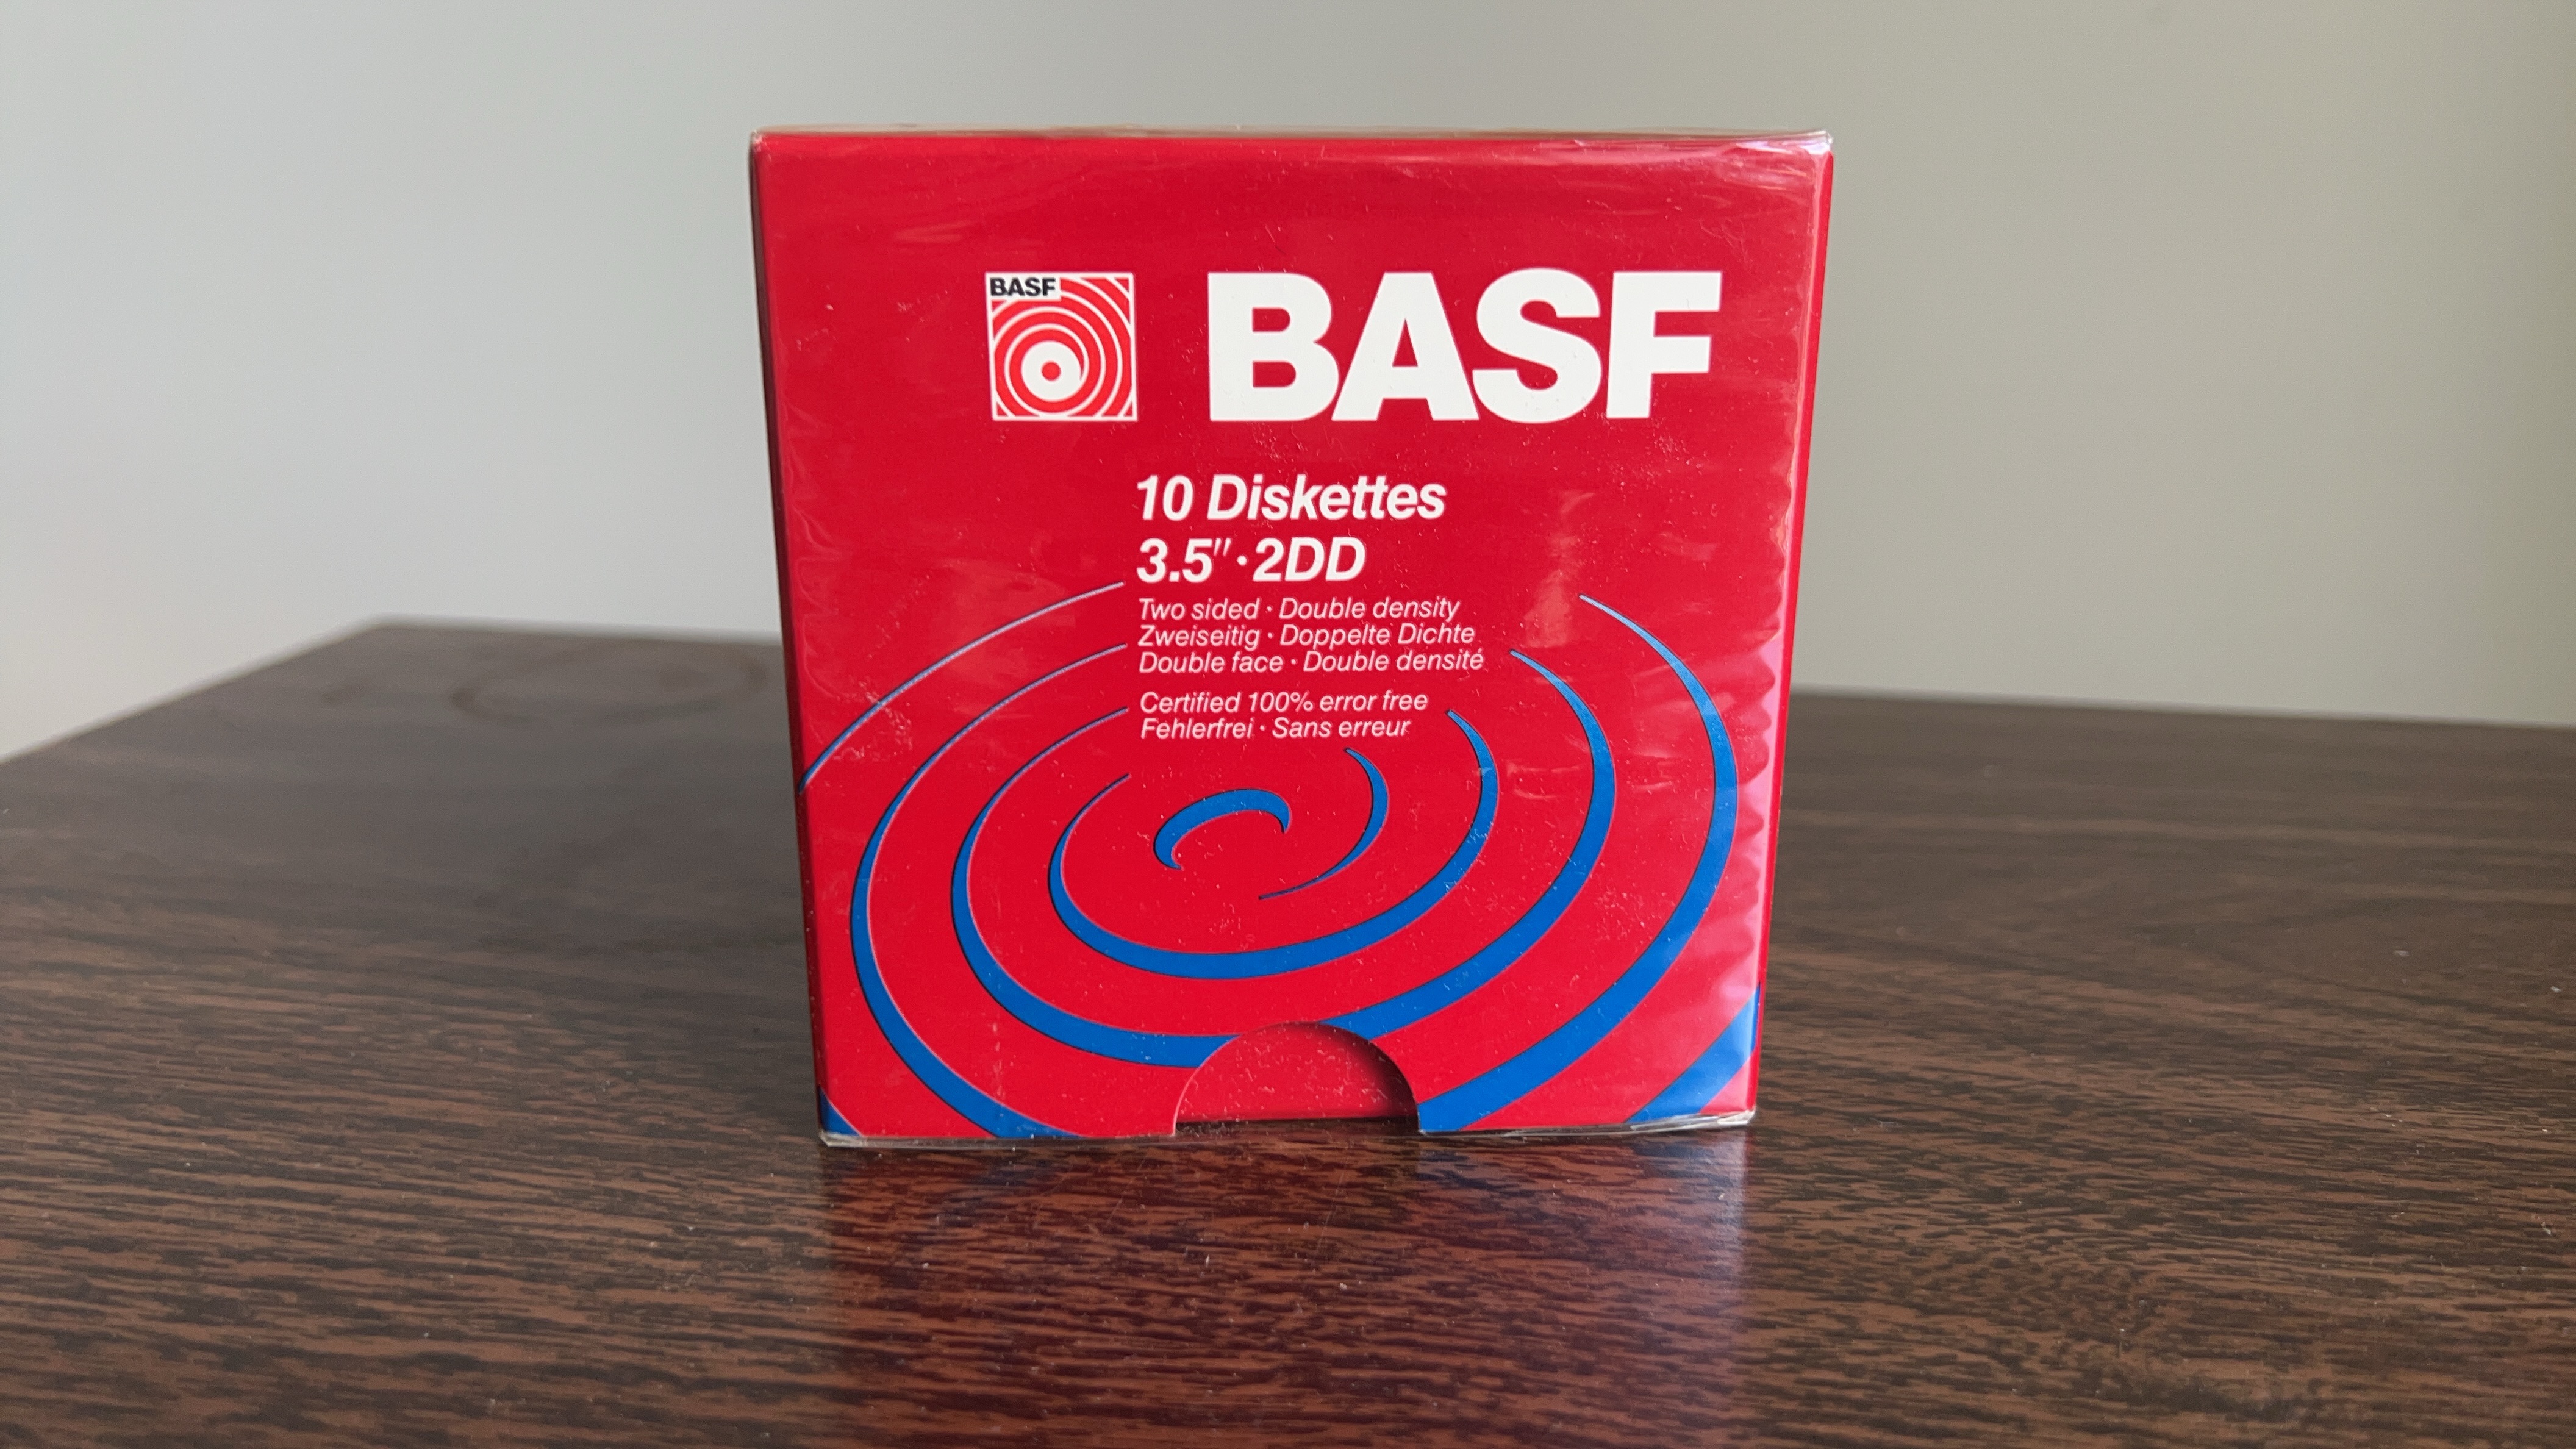 BASF
BASF
10 Diskettes
3.5"·2DD
Two sided · Double density
Zweiseitig · Doppelte Dichte
Double face · Double densité
Certified 100% error free
Fehlerfrei · Sans erreur